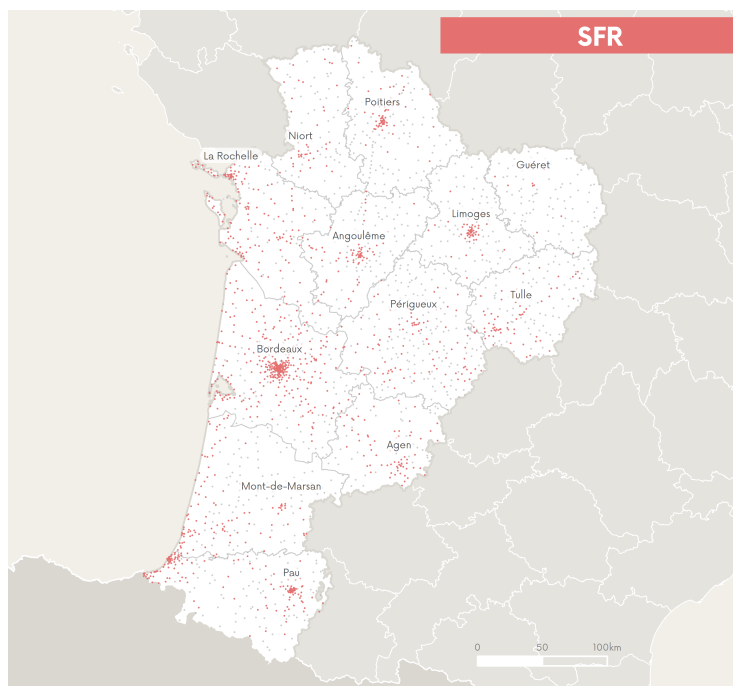 SFR
Poitiers
Niort
La Rochelle
Guéret
Limoges
Angoulême
Tulle
Périgueux
Bordeaux
Agen
Mont-de-Marsan
Pau
0 50 100km